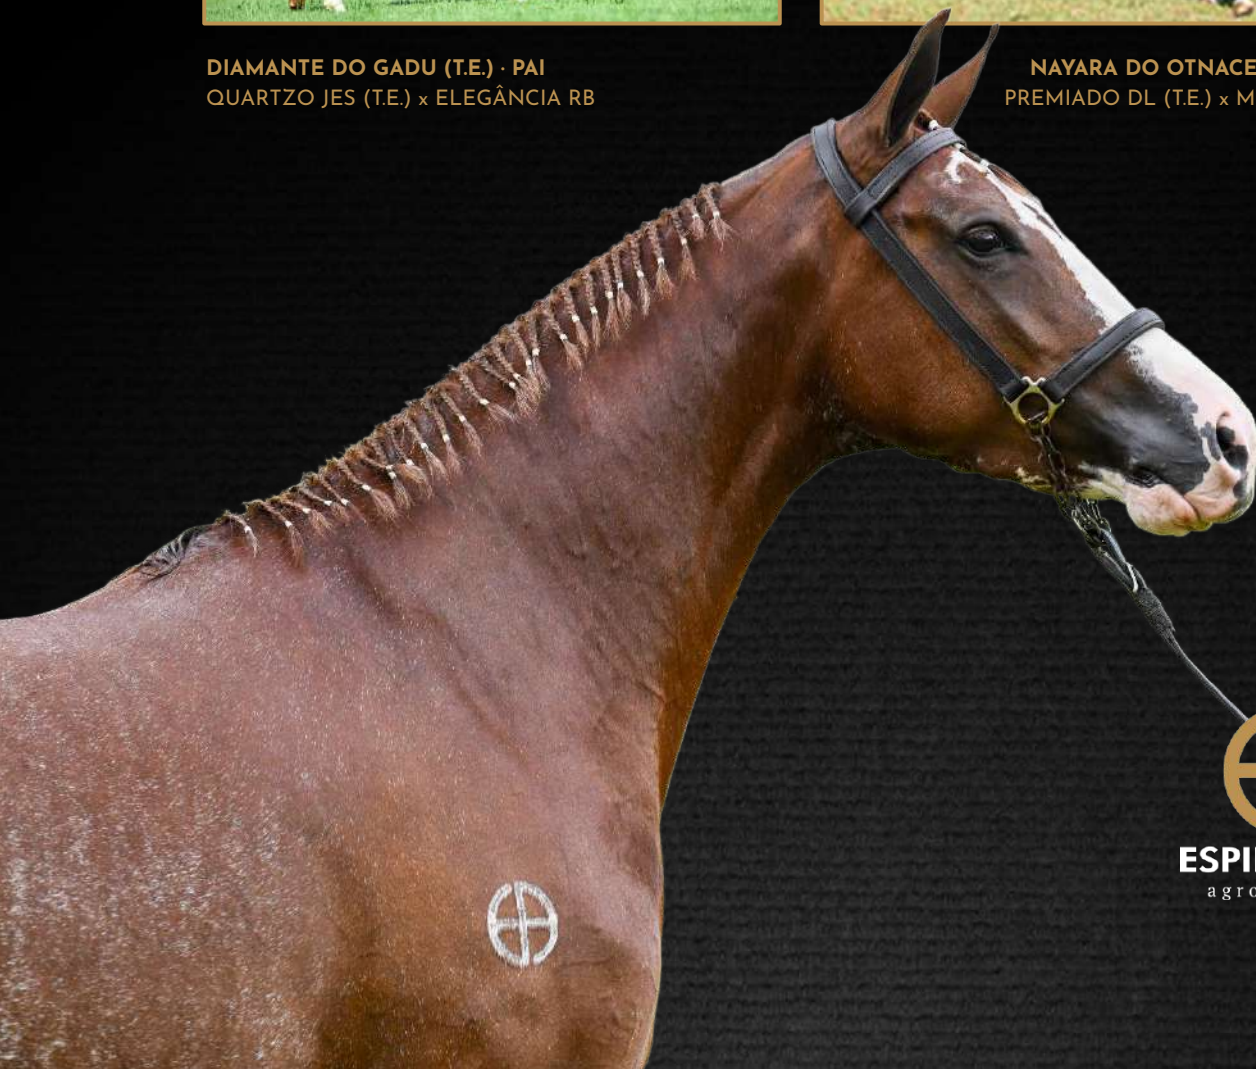 DIAMANTE DO GADU (T.E.) · PAI
QUARTZO JES (T.E.) x ELEGÂNCIA RB
NAYARA DO OTNACE
PREMIADO DL (T.E.) x M
ESPI
agro